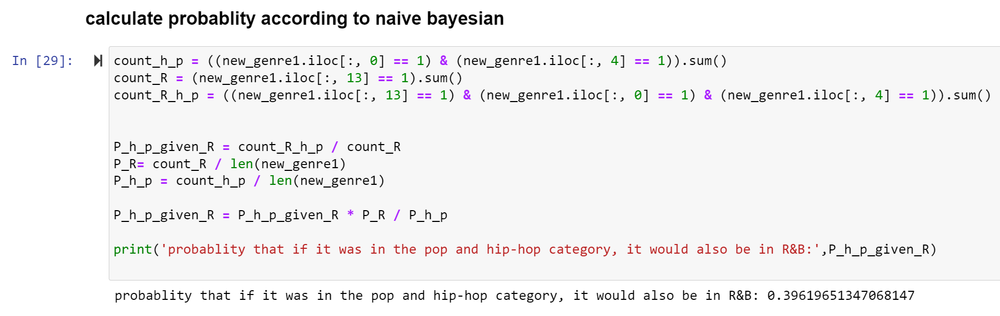 calculate probablity according to naive bayesian
In [29]:
count_h_p = ((new_genre1.iloc[:, 0] == 1) & (new_genre1.iloc[:, 4] == 1)).sum()
count_R = (new_genre1.iloc[:, 13] == 1).sum()
count_R_h_p = ((new_genre1.iloc[:, 13] == 1) & (new_genre1.iloc[:, 0] == 1) & (new_genre1.iloc[:, 4] == 1)).sum()
P_h_p_given_R = count_R_h_p / count_R
P_R= count_R / len(new_genre1)
P_h_p = count_h_p / len(new_genre1)
P_h_p_given_R = P_h_p_given_R * P_R / P_h_p
print('probablity that if it was in the pop and hip-hop category, it would also be in R&B:',P_h_p_given_R)
probablity that if it was in the pop and hip-hop category, it would also be in R&B: 0.39619651347068147